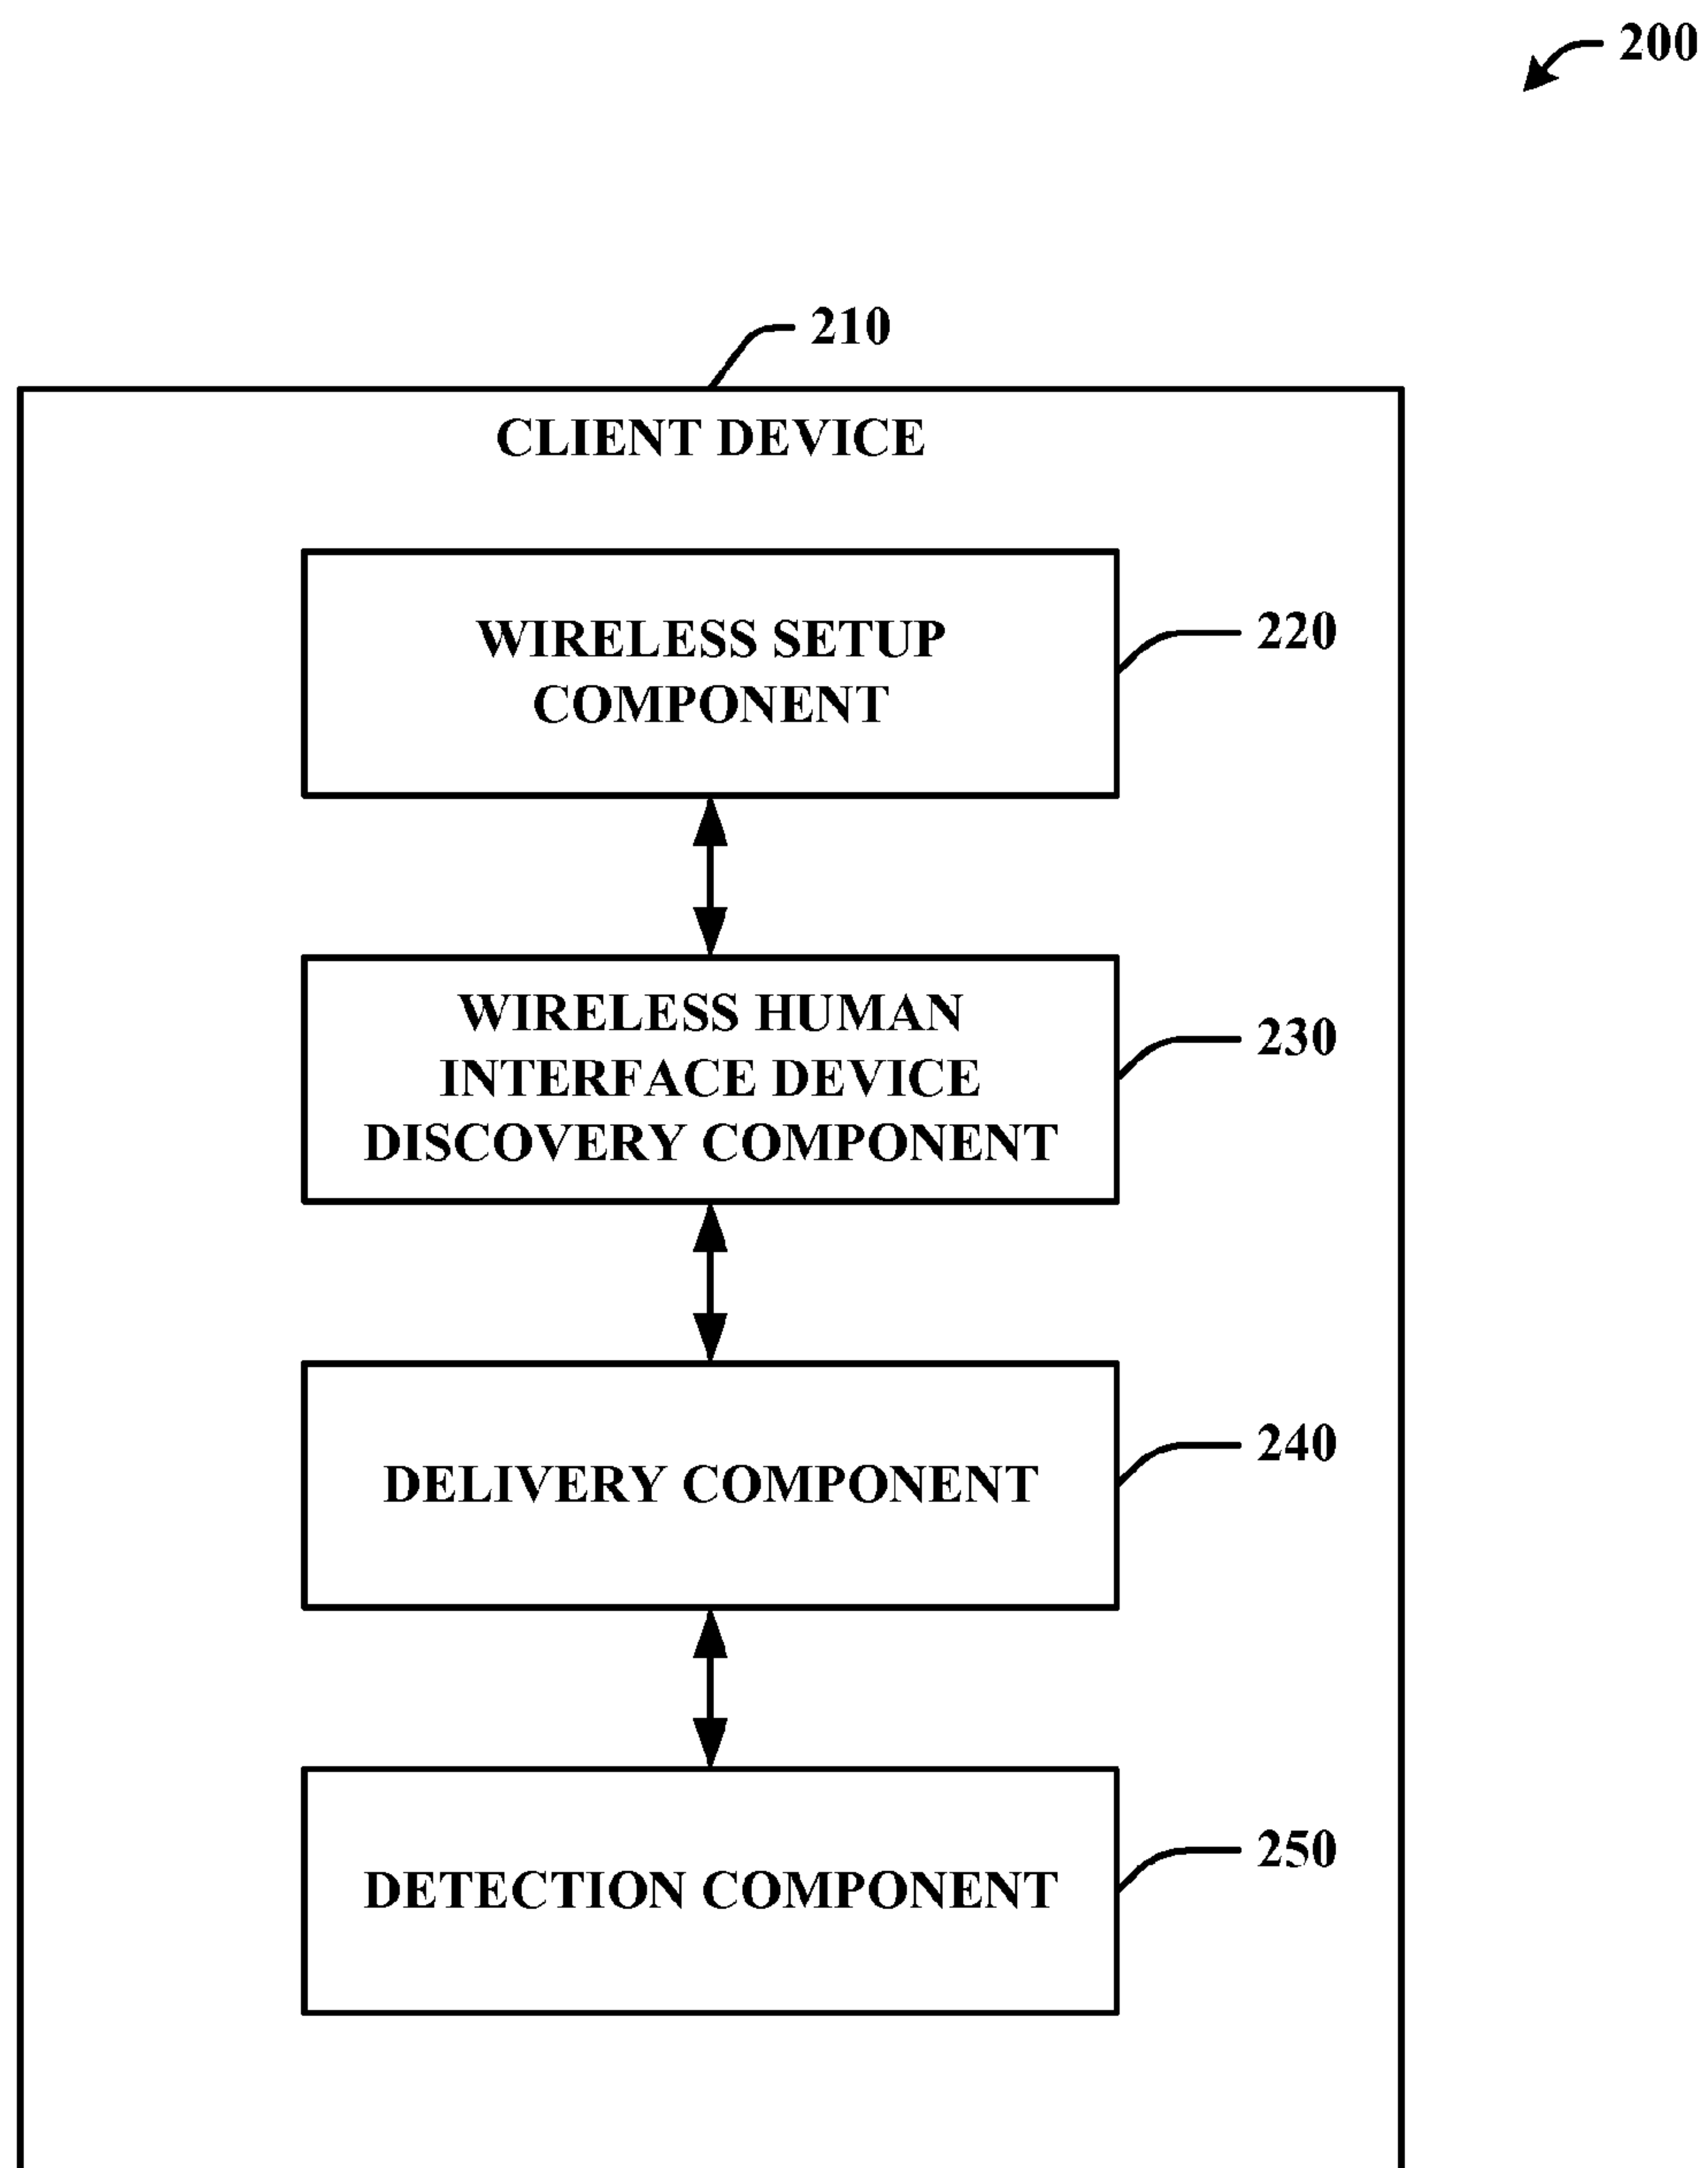 200
210
CLIENT DEVICE
WIRELESS SETUP
COMPONENT
220
WIRELESS HUMAN
INTERFACE DEVICE
DISCOVERY COMPONENT
230
DELIVERY COMPONENT
240
DETECTION COMPONENT
250